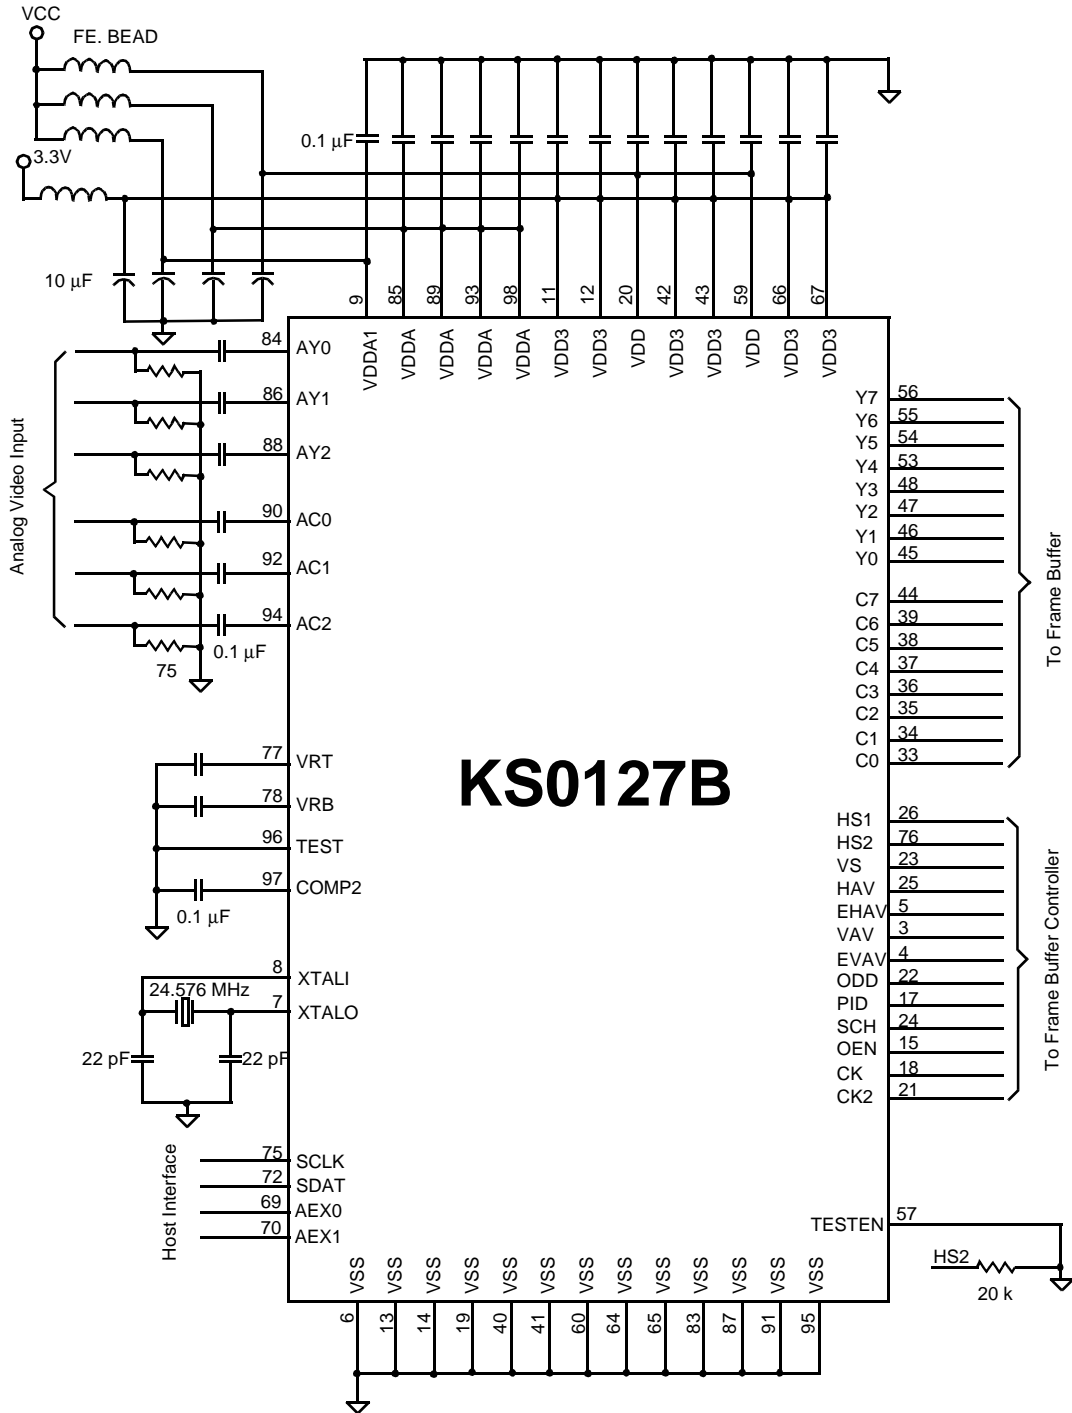 VCC
FE. BEAD
3.3V
0.1 µF
10 µF
9
85
89
93
98
11
12
20
42
43
59
66
67
VDDA1
VDDA
VDDA
VDDA
VDDA
VDD3
VDD3
VDD
VDD3
VDD3
VDD
VDD3
VDD3
Analog Video Input
84 AY0
86 AY1
88 AY2
90 AC0
92 AC1
94 AC2
0.1 µF
75
77 VRT
78 VRB
96 TEST
97 COMP2
0.1 µF
8 XTALI
24.576 MHz
7 XTALO
22 pF
22 pF
Host Interface
75 SCLK
72 SDAT
69 AEX0
70 AEX1
KS0127B
Y7 56
Y6 55
Y5 54
Y4 53
Y3 48
Y2 47
Y1 46
Y0 45
C7 44
C6 39
C5 38
C4 37
C3 36
C2 35
C1 34
C0 33
To Frame Buffer
HS1 26
HS2 76
VS 23
HAV 25
EHAV 5
VAV 3
EVAV 4
ODD 22
PID 17
SCH 24
OEN 15
CK 18
CK2 21
To Frame Buffer Controller
TESTEN 57
HS2
20 k
VSS
VSS
VSS
VSS
VSS
VSS
VSS
VSS
VSS
VSS
VSS
VSS
VSS
6
13
14
19
40
41
60
64
65
83
87
91
95